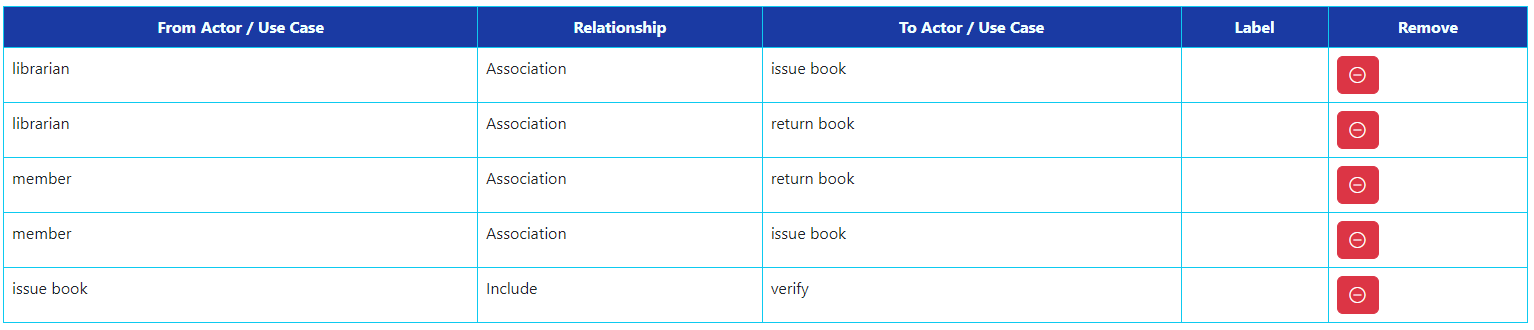 From Actor / Use Case Relationship To Actor / Use Case Label Remove
librarian Association issue book
librarian Association return book
member Association return book
member Association issue book
issue book Include verify